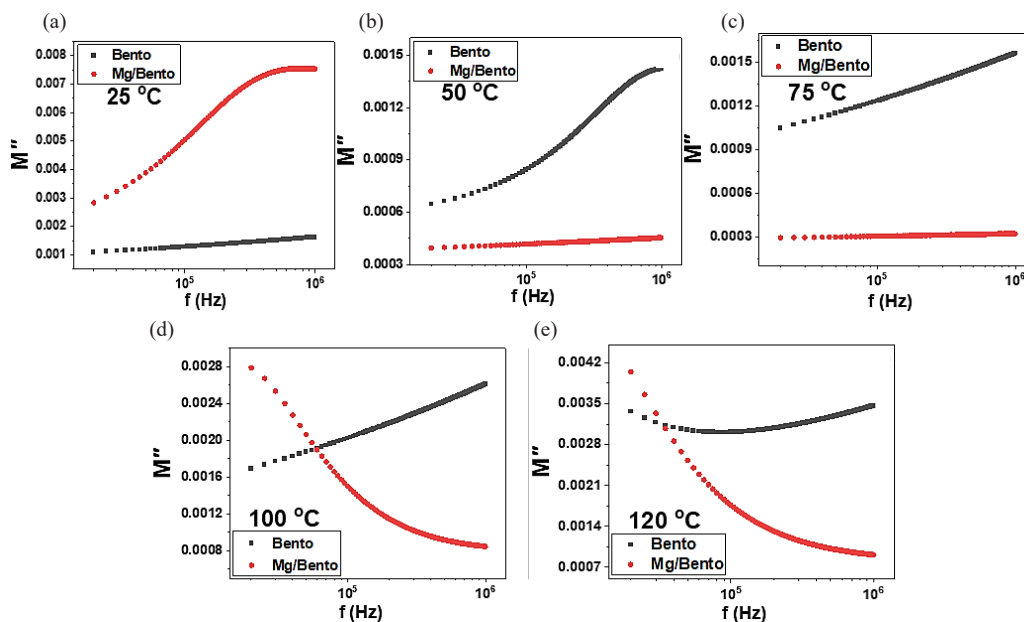 (a)
0.008
0.007
0.006
0.005
0.004
0.003
0.002
0.001
M″
Bento
Mg/Bento
25 °C
10⁵
10⁶
f (Hz)
(b)
0.0015
0.0012
0.0009
0.0006
0.0003
M″
Bento
Mg/Bento
50 °C
10⁵
10⁶
f (Hz)
(c)
0.0015
0.0012
0.0009
0.0006
0.0003
M″
Bento
Mg/Bento
75 °C
10⁵
10⁶
f (Hz)
(d)
0.0028
0.0024
0.0020
0.0016
0.0012
0.0008
M″
100 °C
Bento
Mg/Bento
10⁵
10⁶
f (Hz)
(e)
0.0042
0.0035
0.0028
0.0021
0.0014
0.0007
M″
120 °C
Bento
Mg/Bento
10⁵
10⁶
f (Hz)